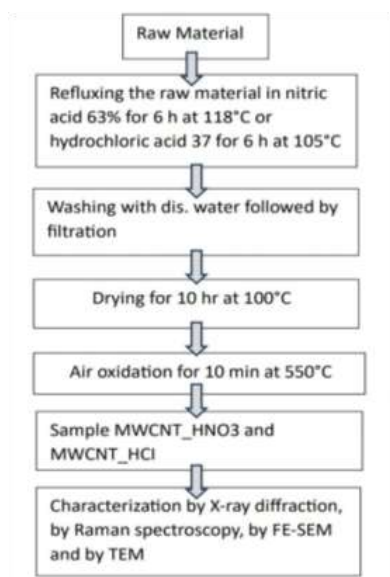 Raw Material
Refluxing the raw material in nitric
acid 63% for 6 h at 118°C or
hydrochloric acid 37 for 6 h at 105°C
Washing with dis. water followed by
filtration
Drying for 10 hr at 100°C
Air oxidation for 10 min at 550°C
Sample MWCNT_HNO3 and
MWCNT_HCl
Characterization by X-ray diffraction,
by Raman spectroscopy, by FE-SEM
and by TEM